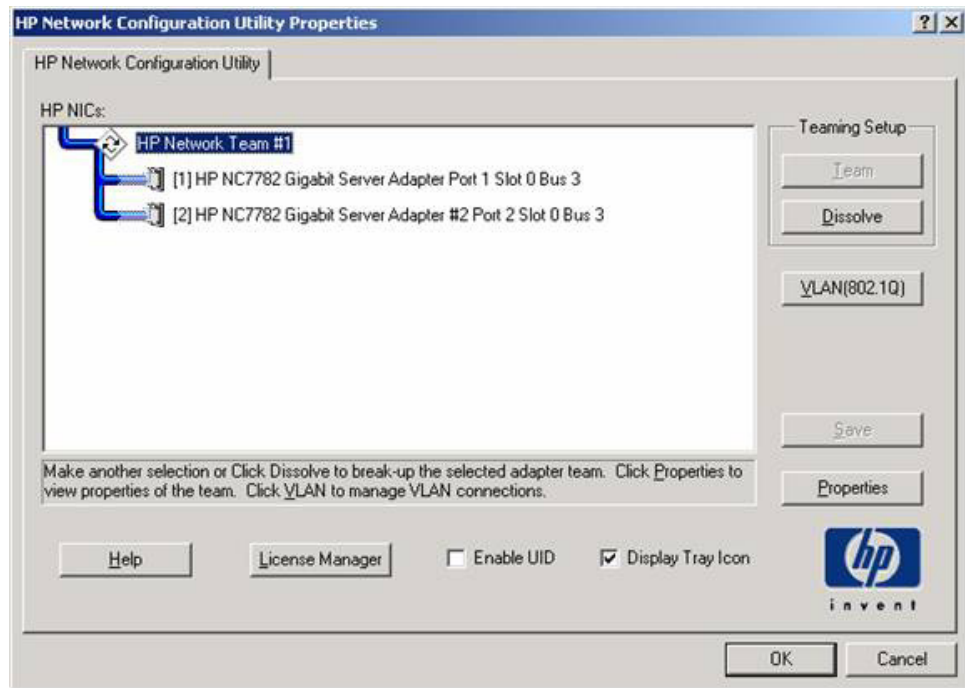 HP Network Configuration Utility Properties
HP Network Configuration Utility
HP NICs:
HP Network Team #1
[1] HP NC7782 Gigabit Server Adapter Port 1 Slot 0 Bus 3
[2] HP NC7782 Gigabit Server Adapter #2 Port 2 Slot 0 Bus 3
Teaming Setup
Team
Dissolve
VLAN(802.1Q)
Save
Make another selection or Click Dissolve to break-up the selected adapter team. Click Properties to
view properties of the team. Click VLAN to manage VLAN connections.
Properties
Help
License Manager
Enable UID
Display Tray Icon
hp
invent
OK
Cancel